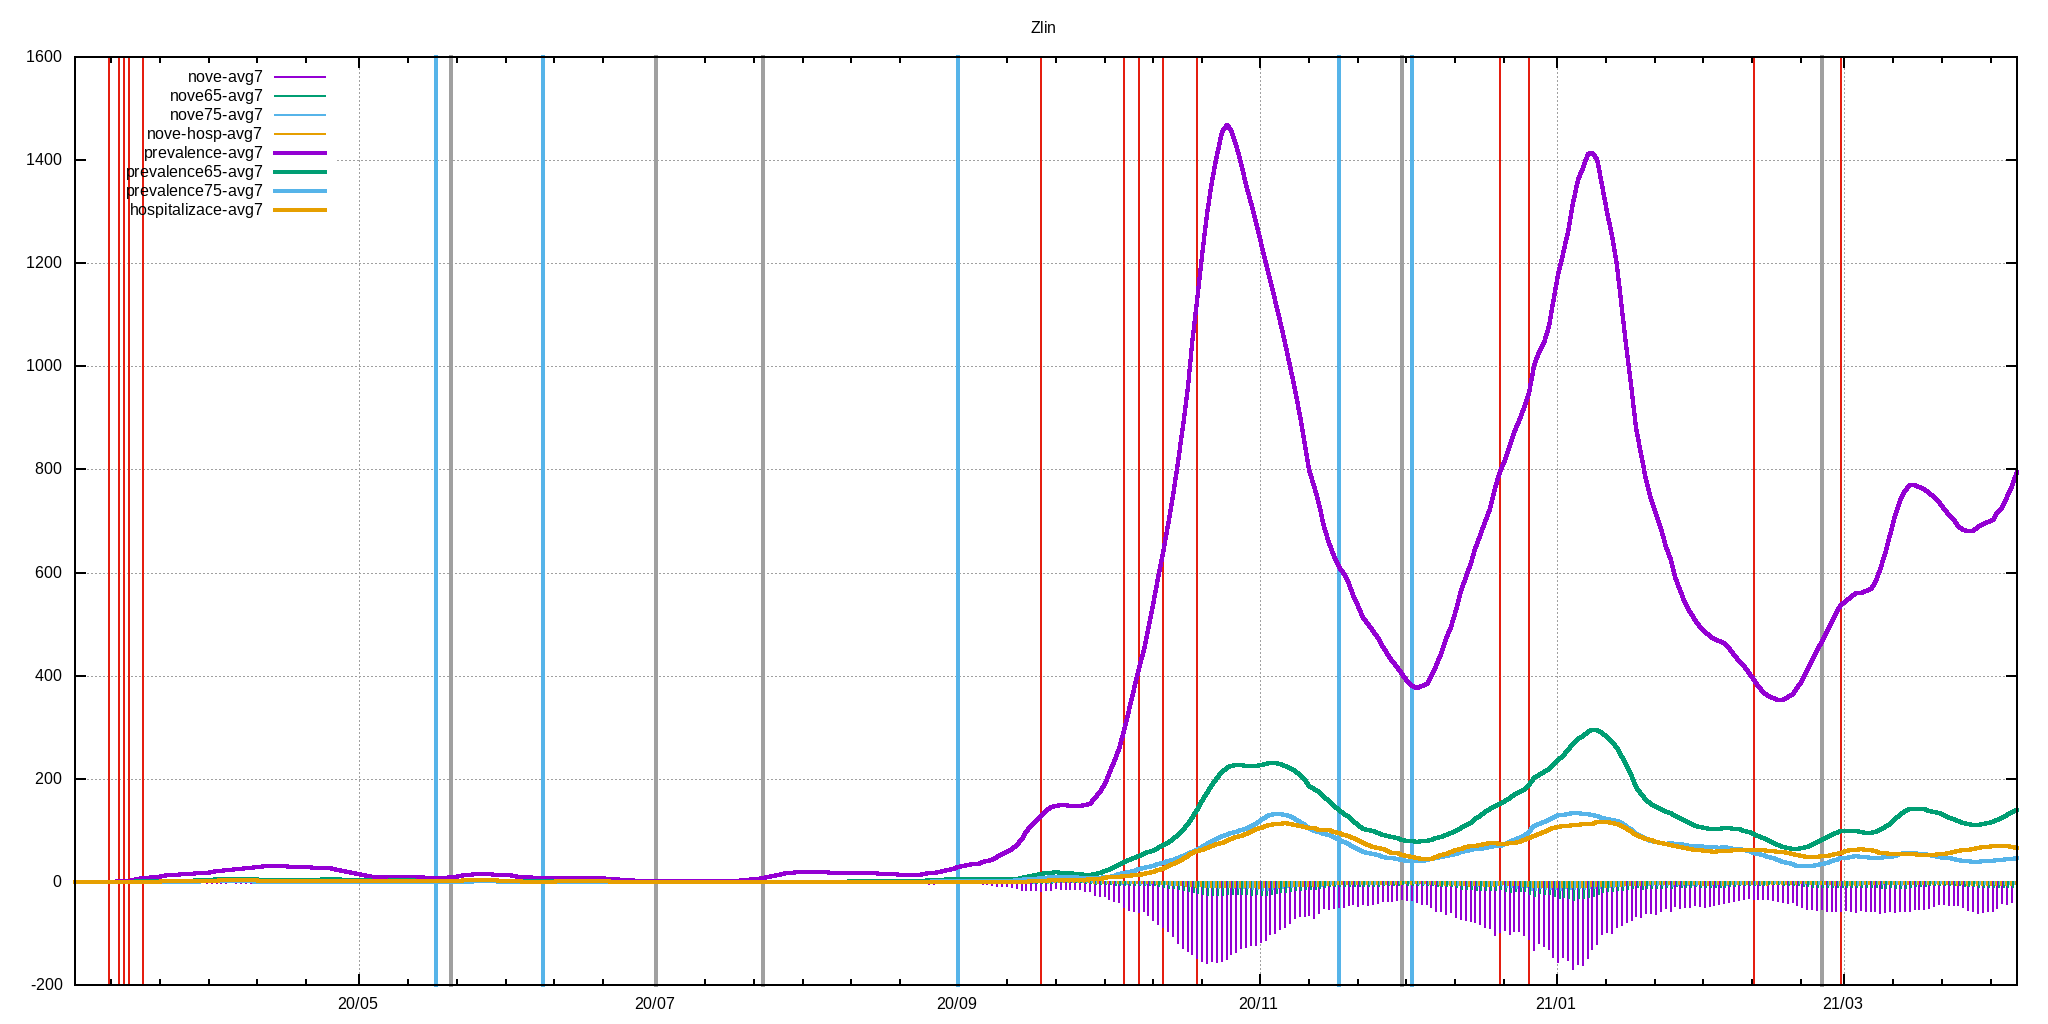 Zlin
1600
1400
1200
1000
800
600
400
200
0
-200
nove-avg7
nove65-avg7
nove75-avg7
nove-hosp-avg7
prevalence-avg7
prevalence65-avg7
prevalence75-avg7
hospitalizace-avg7
20/05 20/07 20/09 20/11 21/01 21/03